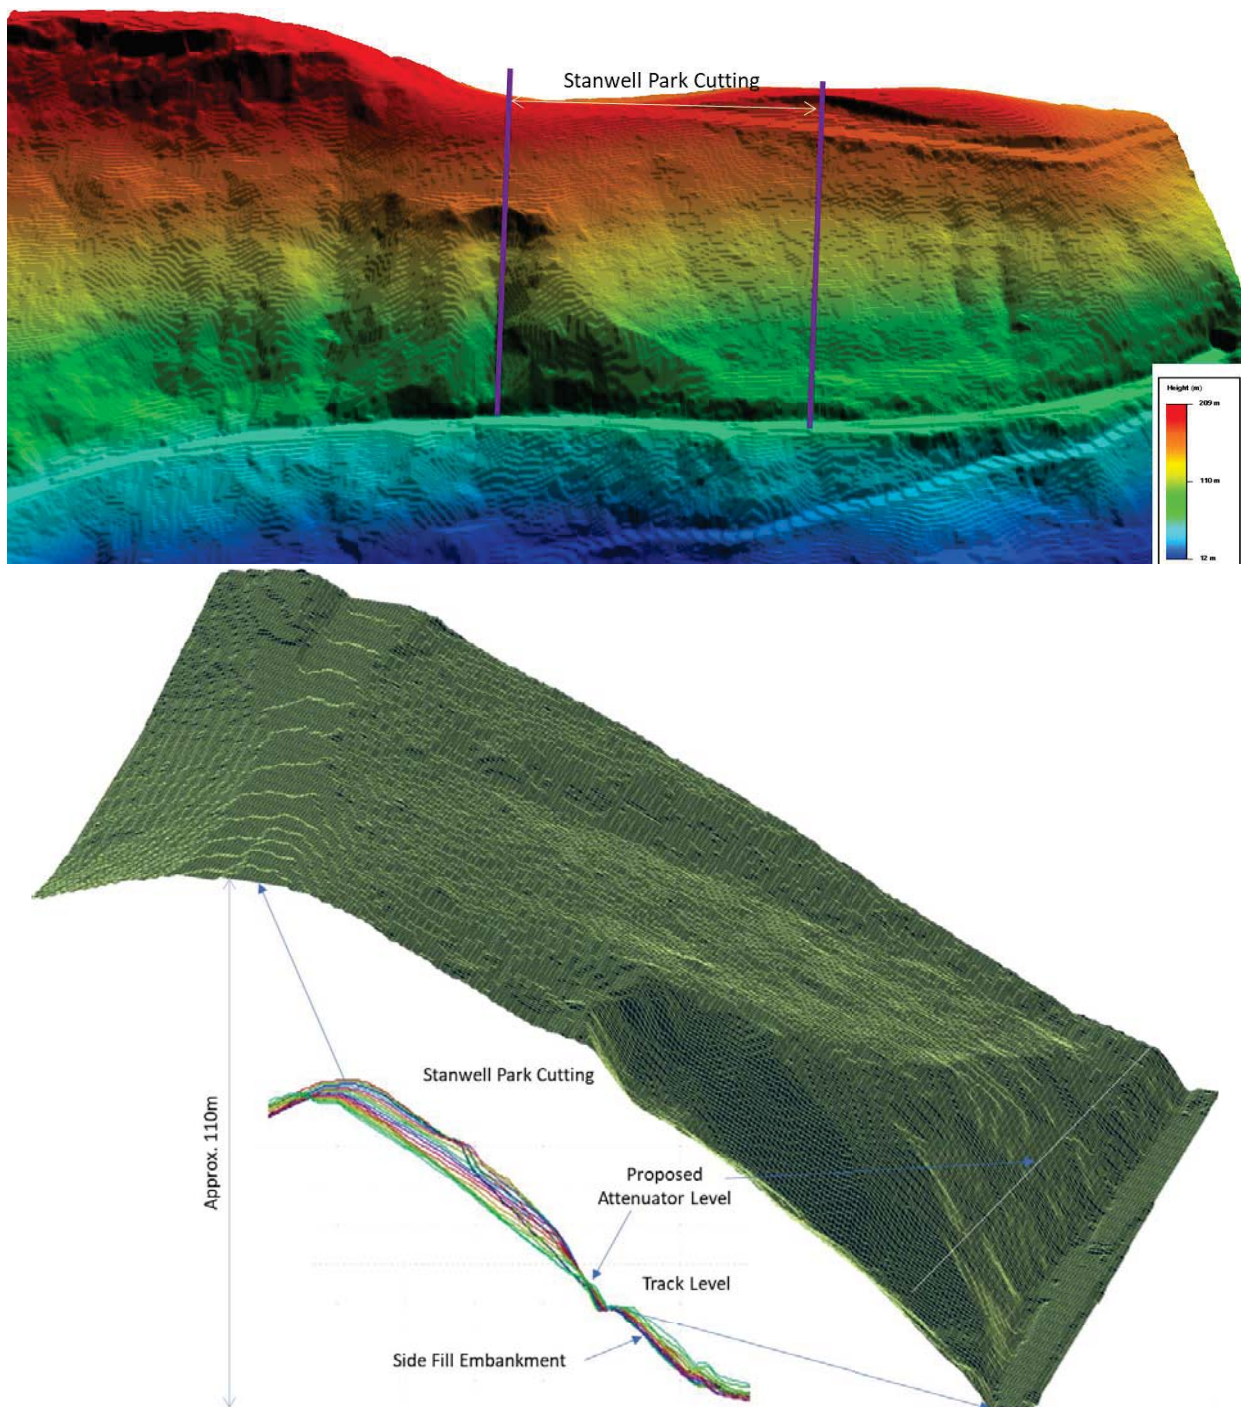 Stanwell Park Cutting
Height (m)
209 m
110 m
12 m
Approx. 110m
Stanwell Park Cutting
Proposed
Attenuator Level
Track Level
Side Fill Embankment